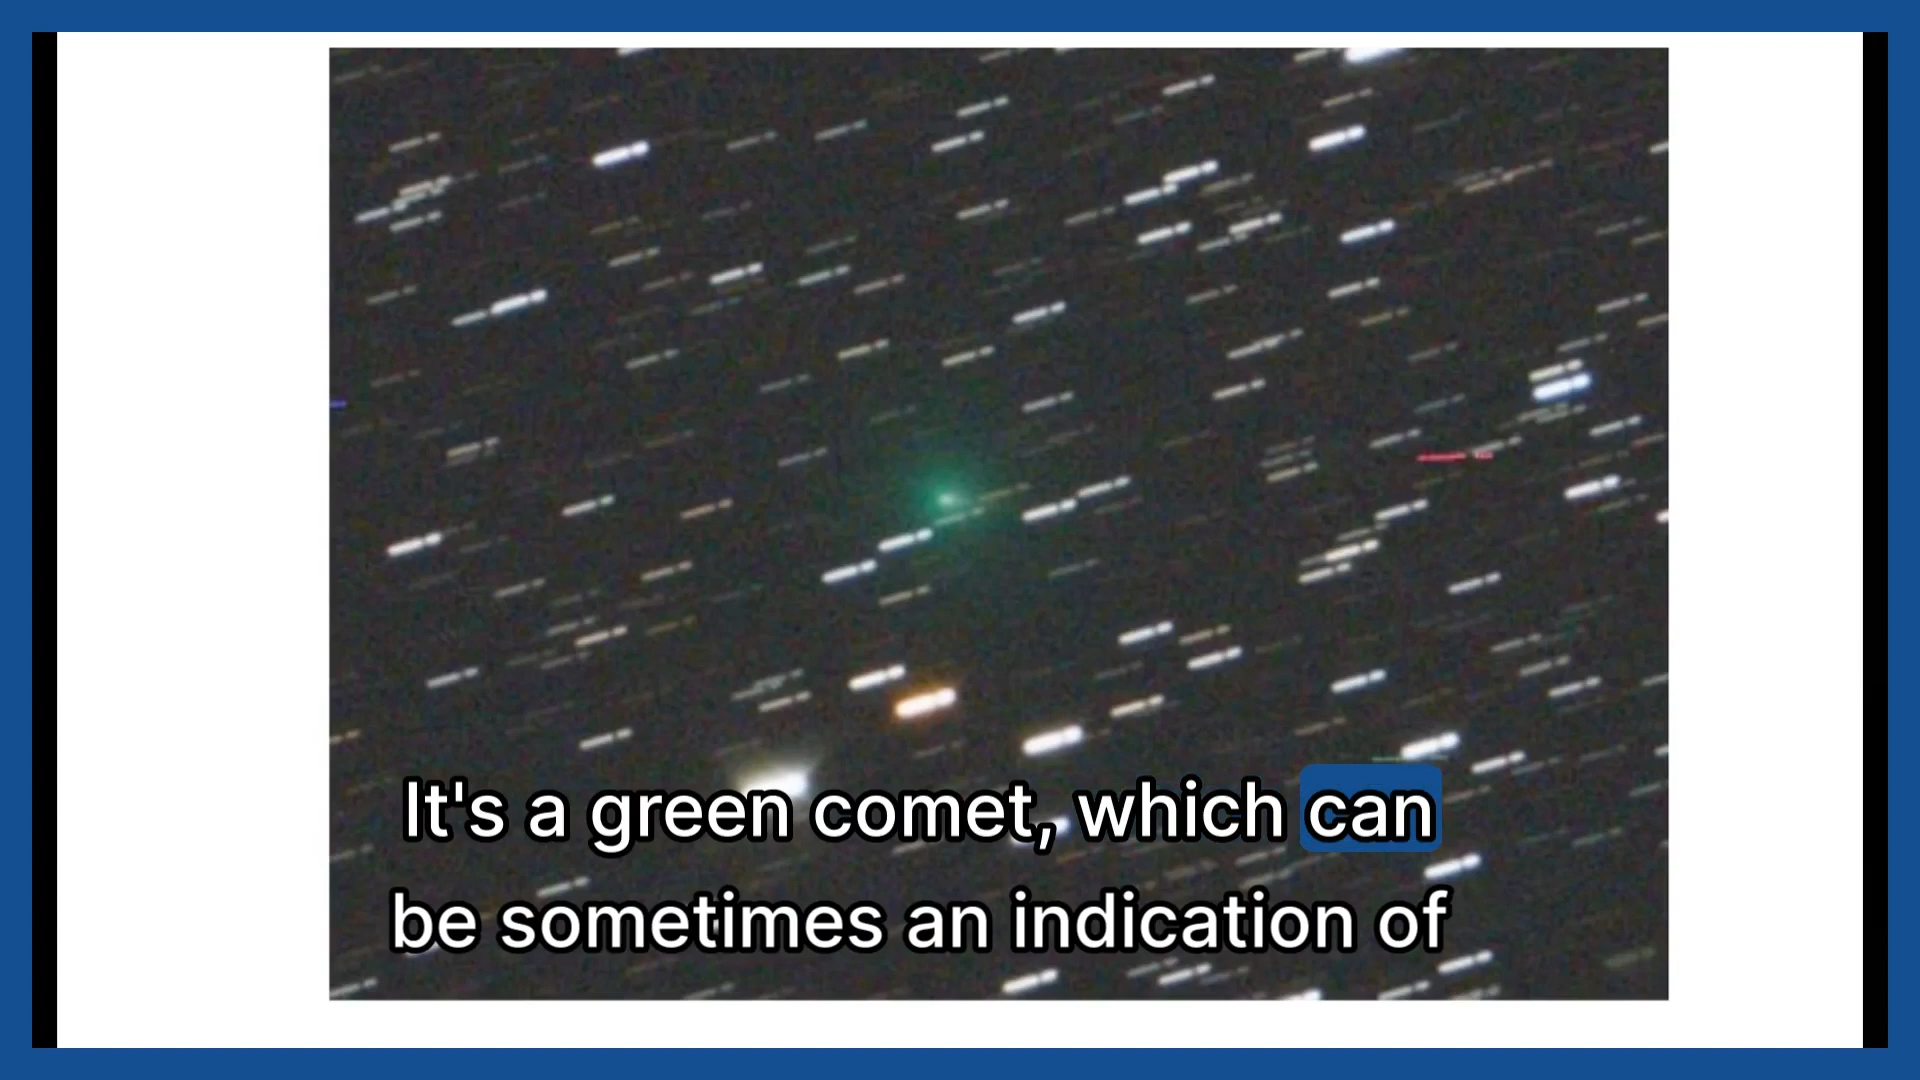 It's a green comet, which can
be sometimes an indication of